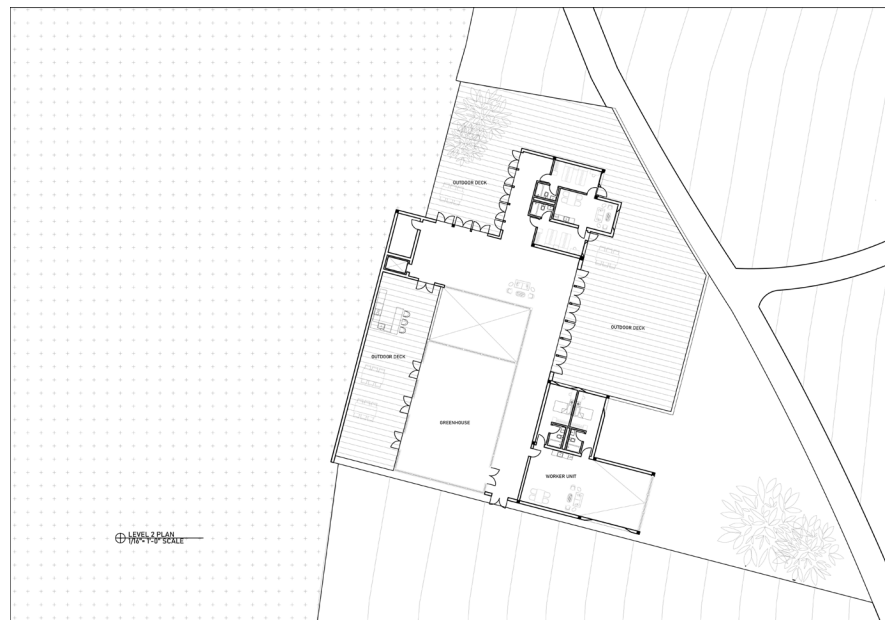 OUTDOOR DECK
OUTDOOR DECK
OUTDOOR DECK
GREENHOUSE
WORKER UNIT
LEVEL 2 PLAN
1/16"= 1'-0" SCALE